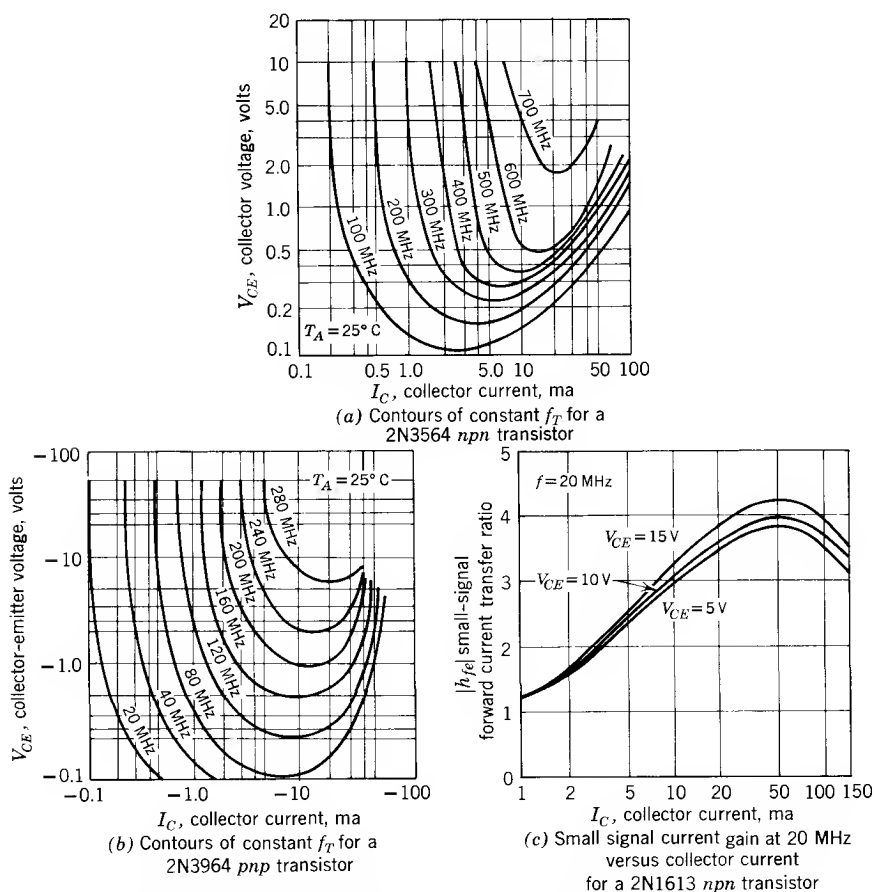 20
10
5.0
2.0
1.0
0.5
0.2
0.1
V_CE, collector voltage, volts
100 MHz
200 MHz
300 MHz
400 MHz
500 MHz
600 MHz
700 MHz
T_A = 25° C
0.1 0.5 1.0 5.0 10 50 100
I_C, collector current, ma
(a) Contours of constant f_T for a
2N3564 npn transistor
-100
-10
-1.0
-0.1
V_CE, collector-emitter voltage, volts
T_A = 25° C
20 MHz
40 MHz
80 MHz
120 MHz
160 MHz
200 MHz
240 MHz
280 MHz
-0.1 -1.0 -10 -100
I_C, collector current, ma
(b) Contours of constant f_T for a
2N3964 pnp transistor
5
4
3
2
1
0
|h_fe| small-signal
forward current transfer ratio
f = 20 MHz
V_CE = 15 V
V_CE = 10 V
V_CE = 5 V
1 2 5 10 20 50 100 150
I_C, collector current, ma
(c) Small signal current gain at 20 MHz
versus collector current
for a 2N1613 npn transistor